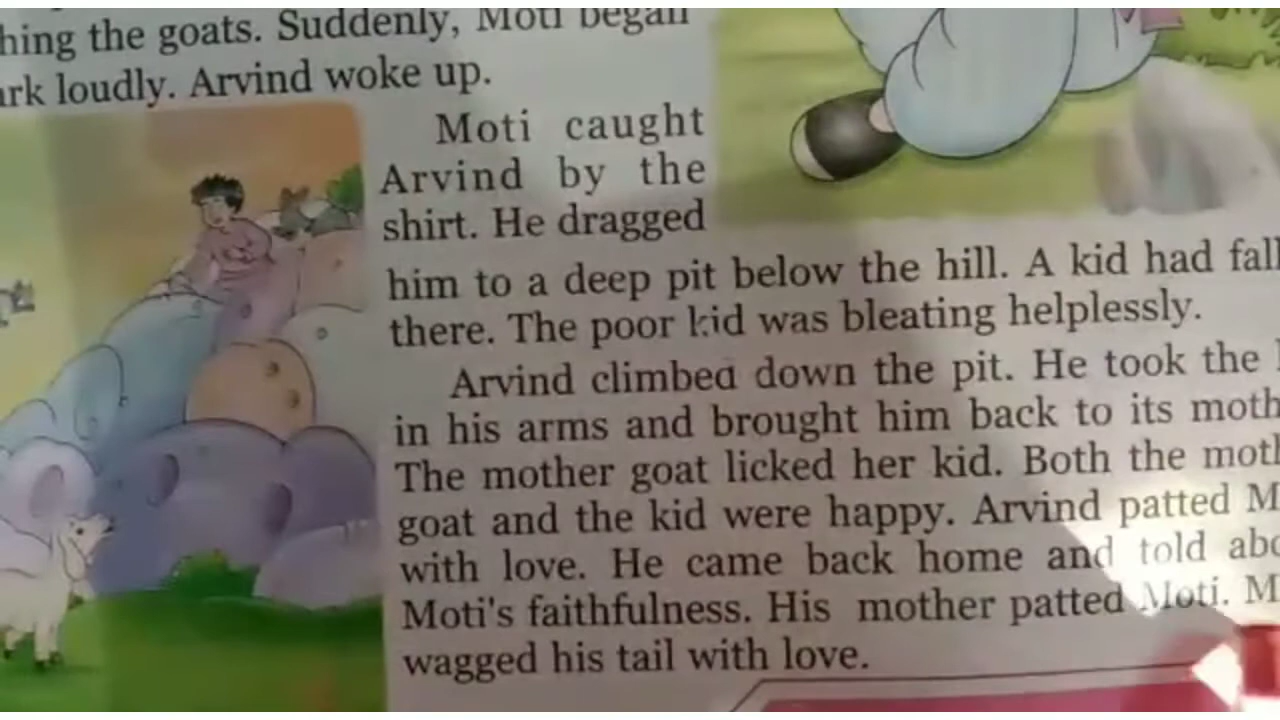 hing the goats. Suddenly, Moti began
ark loudly. Arvind woke up.
Moti caught
Arvind by the
shirt. He dragged
him to a deep pit below the hill. A kid had fall
there. The poor kid was bleating helplessly.
Arvind climbed down the pit. He took the
in his arms and brought him back to its moth
The mother goat licked her kid. Both the moth
goat and the kid were happy. Arvind patted M
with love. He came back home and told abo
Moti's faithfulness. His mother patted Moti. M
wagged his tail with love.